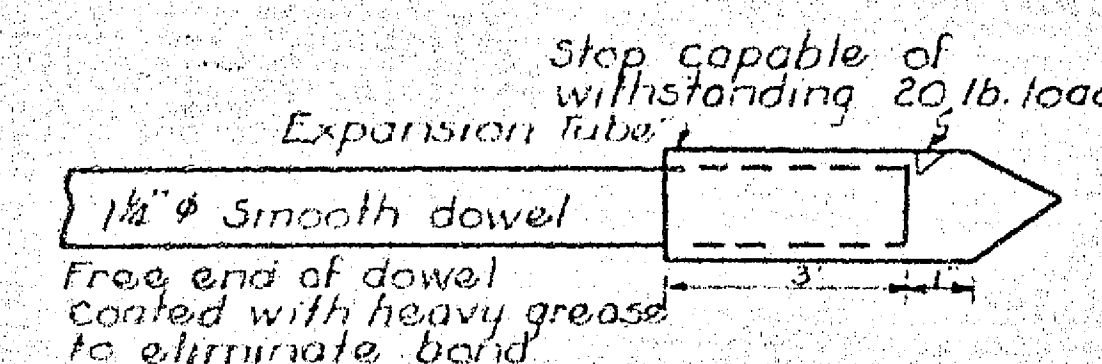 Stop capable of
withstanding 20 lb. load
Expansion Tube
1½" φ Smooth dowel
Free end of dowel
coated with heavy grease
to eliminate bond
3"
1"